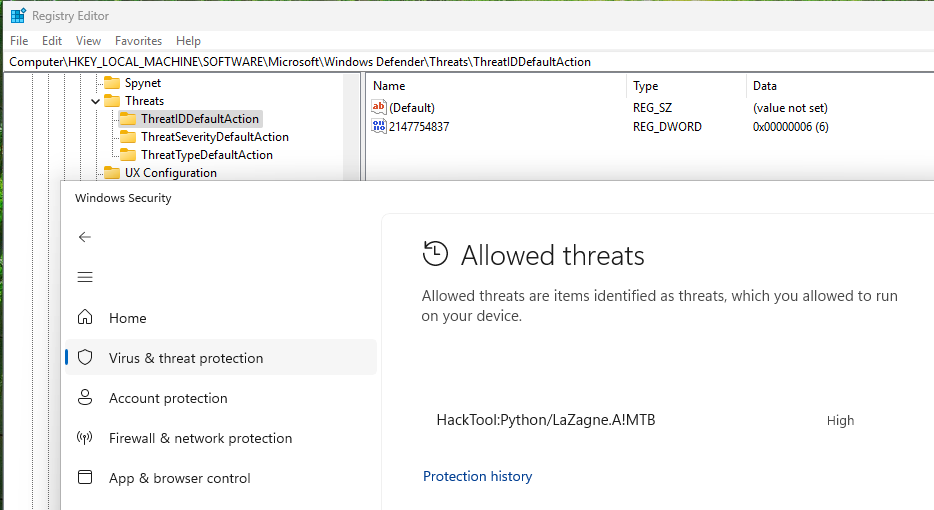 Registry Editor
File Edit View Favorites Help
Computer\HKEY_LOCAL_MACHINE\SOFTWARE\Microsoft\Windows Defender\Threats\ThreatIDDefaultAction
Spynet
Threats
ThreatIDDefaultAction
ThreatSeverityDefaultAction
ThreatTypeDefaultAction
UX Configuration
Name Type Data
ab (Default) REG_SZ (value not set)
2147754837 REG_DWORD 0x00000006 (6)
Windows Security
Home
Virus & threat protection
Account protection
Firewall & network protection
App & browser control
Allowed threats
Allowed threats are items identified as threats, which you allowed to run
on your device.
HackTool:Python/LaZagne.A!MTB High
Protection history